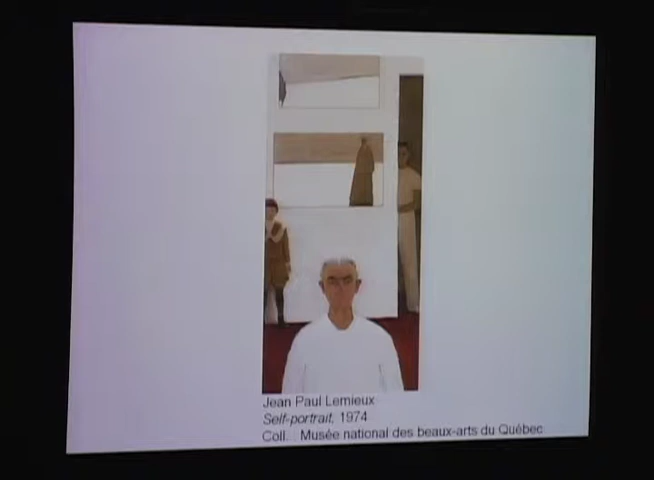 Jean Paul Lemieux
Self-portrait, 1974
Coll... Musée national des beaux-arts du Québec